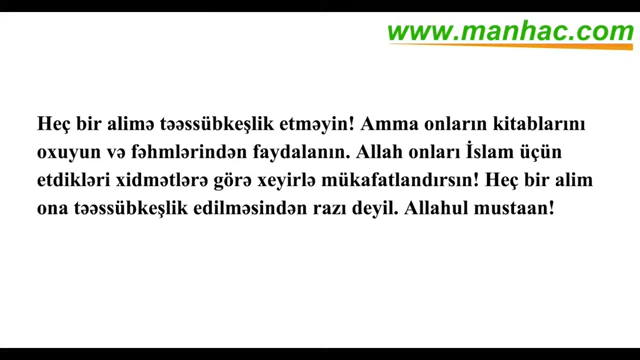 www.manhac.com
Heç bir alimə təəssübkeşlik etməyin! Amma onların kitablarını
oxuyun və fəhmlərindən faydalanın. Allah onları İslam üçün
etdikləri xidmətlərə görə xeyirlə mükafatlandırsın! Heç bir alim
ona təəssübkeşlik edilməsindən razı deyil. Allahul mustaan!